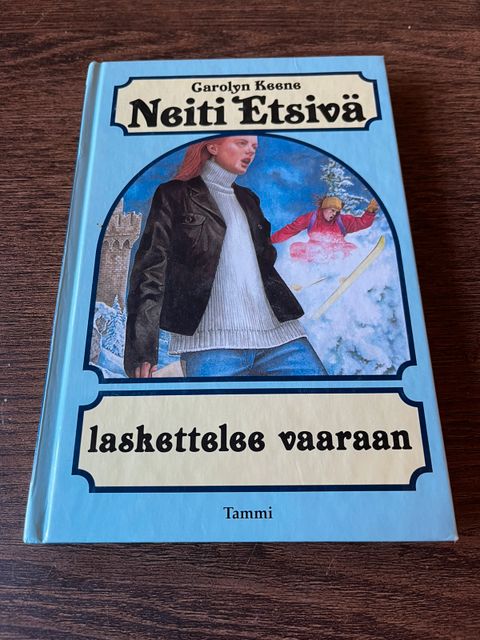 Carolyn Keene
Neiti Etsivä
laskettelee vaaraan
Tammi